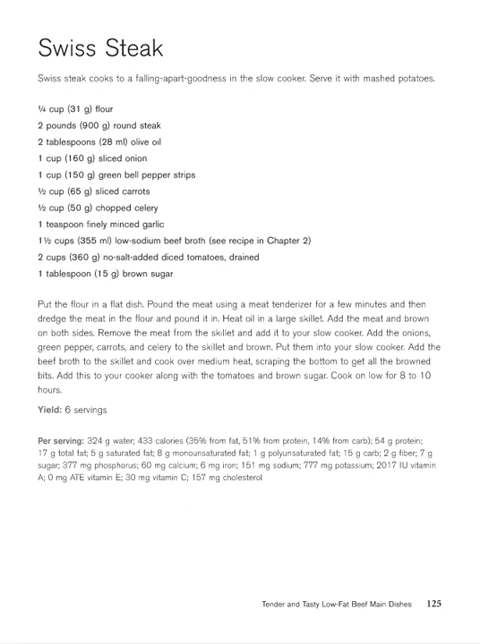 Swiss Steak
Swiss steak cooks to a falling-apart-goodness in the slow cooker. Serve it with mashed potatoes.
¼ cup (31 g) flour
2 pounds (900 g) round steak
2 tablespoons (28 ml) olive oil
1 cup (160 g) sliced onion
1 cup (150 g) green bell pepper strips
½ cup (65 g) sliced carrots
½ cup (50 g) chopped celery
1 teaspoon finely minced garlic
1 ½ cups (355 ml) low-sodium beef broth (see recipe in Chapter 2)
2 cups (360 g) no-salt-added diced tomatoes, drained
1 tablespoon (15 g) brown sugar
Put the flour in a flat dish. Pound the meat using a meat tenderizer for a few minutes and then
dredge the meat in the flour and pound it in. Heat oil in a large skillet. Add the meat and brown
on both sides. Remove the meat from the skillet and add it to your slow cooker. Add the onions,
green pepper, carrots, and celery to the skillet and brown. Put them into your slow cooker. Add the
beef broth to the skillet and cook over medium heat, scraping the bottom to get all the browned
bits. Add this to your cooker along with the tomatoes and brown sugar. Cook on low for 8 to 10
hours.
Yield: 6 servings
Per serving: 324 g water; 433 calories (35% from fat, 51% from protein, 14% from carb); 54 g protein;
17 g total fat; 5 g saturated fat; 8 g monounsaturated fat; 1 g polyunsaturated fat; 15 g carb; 2 g fiber; 7 g
sugar; 377 mg phosphorus; 60 mg calcium; 6 mg iron; 151 mg sodium; 777 mg potassium; 2017 IU vitamin
A; 0 mg ATE vitamin E; 30 mg vitamin C; 157 mg cholesterol
Tender and Tasty Low-Fat Beef Main Dishes 125